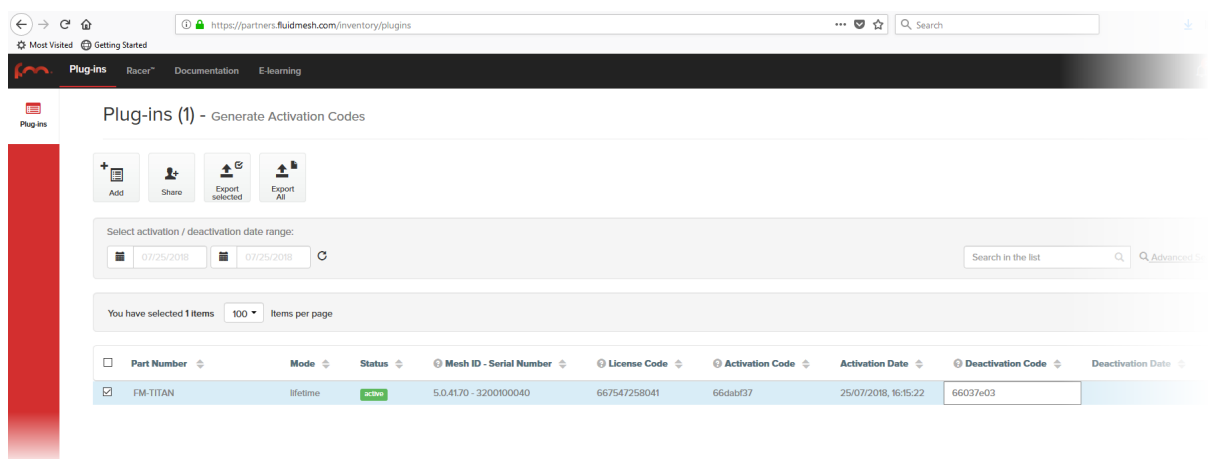 https://partners.fluidmesh.com/inventory/plugins
Search
Most Visited Getting Started
fm Plug-ins Racer™ Documentation E-learning
Plug-ins
Plug-ins (1) - Generate Activation Codes
Add Share Export selected Export All
Select activation / deactivation date range:
07/25/2018 07/25/2018 Search in the list Advanced
You have selected 1 items 100 Items per page
Part Number Mode Status Mesh ID - Serial Number License Code Activation Code Activation Date Deactivation Code Deactivation Date
FM-TITAN lifetime active 5.0.41.70 - 3200100040 667547258041 66dabf37 25/07/2018, 16:15:22 66037e03